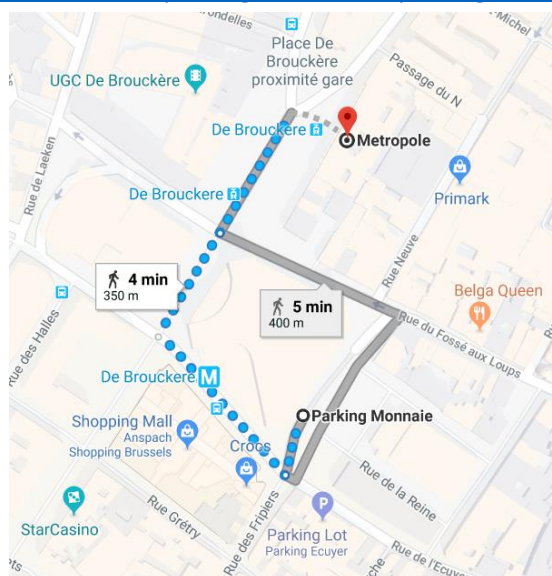 Place De
Brouckère
proximité gare
-Michel
Passage du N
UGC De Brouckère
De Brouckère
Metropole
Rue de Laeken
De Brouckere
Primark
Rue Neuve
4 min
350 m
5 min
400 m
Belga Queen
Rue du Fossé aux Loups
Rue des Halles
De Brouckere M
Parking Monnaie
Shopping Mall
Anspach
Shopping Brussels
Crocs
Rue de la Reine
Rue Grétry
Rue des Fripiers
P
Parking Lot
Parking Ecuyer
StarCasino
Rue de l'Ecuy